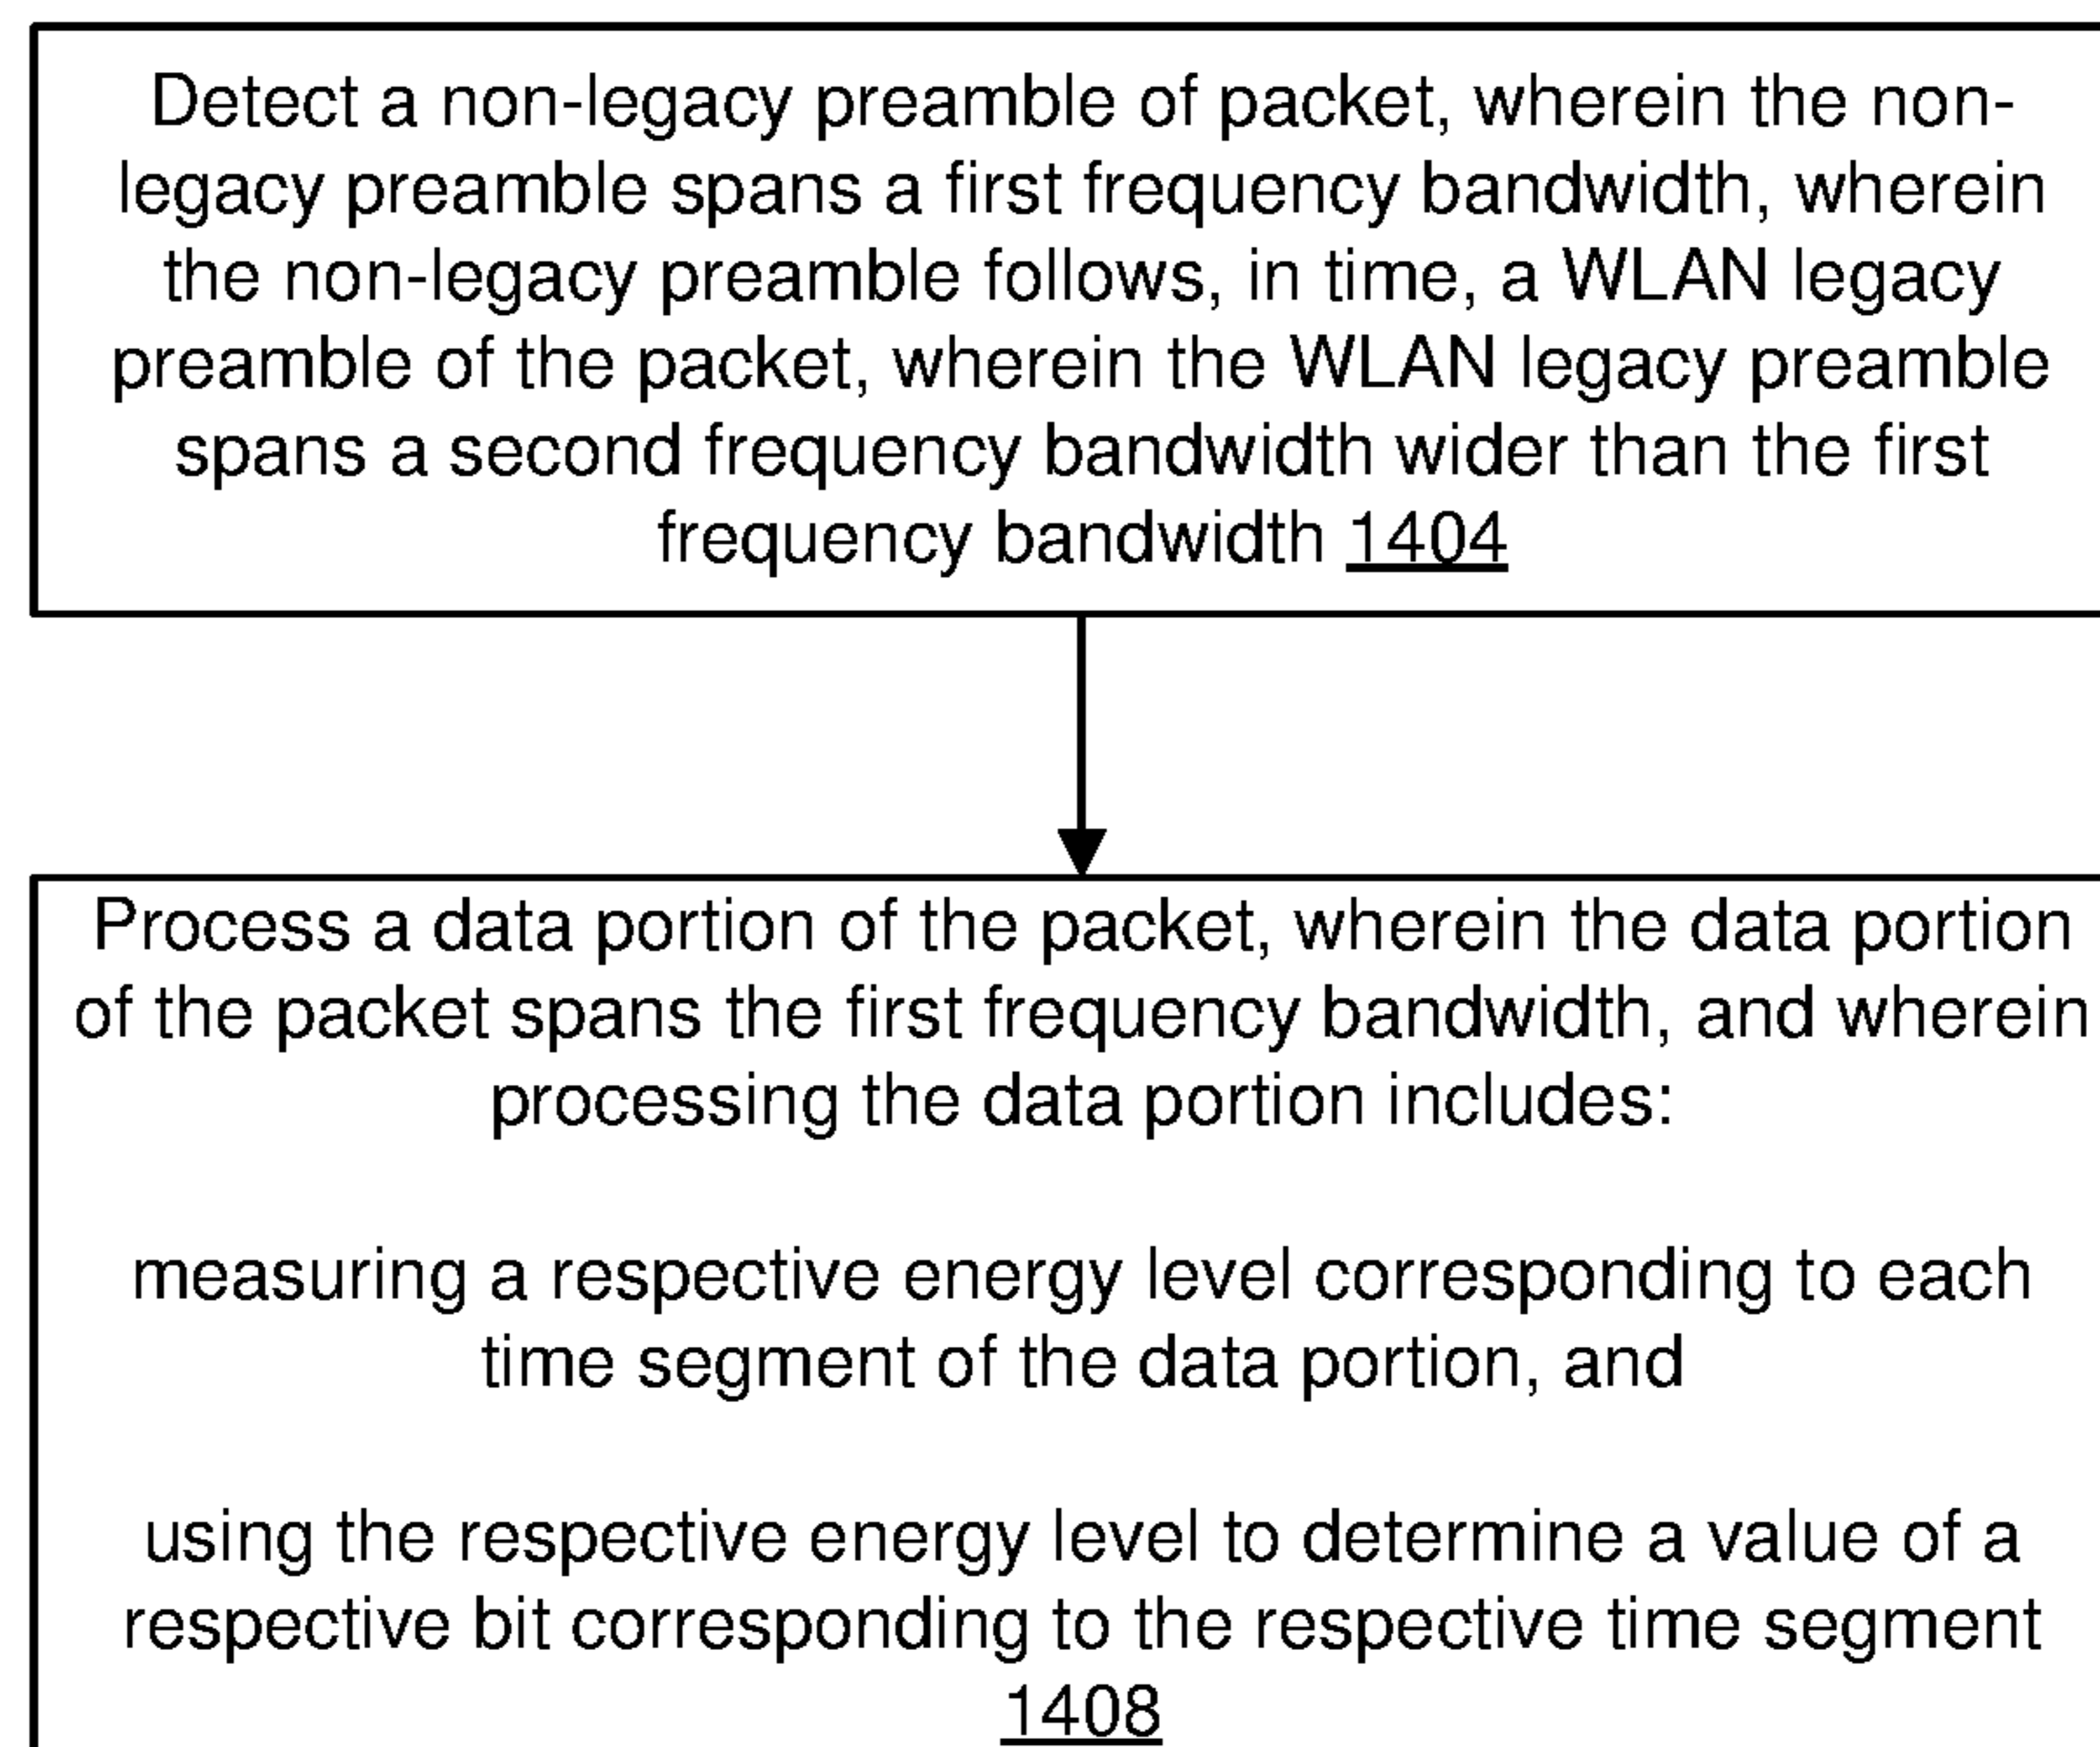 Detect a non-legacy preamble of packet, wherein the non-
legacy preamble spans a first frequency bandwidth, wherein
the non-legacy preamble follows, in time, a WLAN legacy
preamble of the packet, wherein the WLAN legacy preamble
spans a second frequency bandwidth wider than the first
frequency bandwidth 1404
Process a data portion of the packet, wherein the data portion
of the packet spans the first frequency bandwidth, and wherein
processing the data portion includes:
measuring a respective energy level corresponding to each
time segment of the data portion, and
using the respective energy level to determine a value of a
respective bit corresponding to the respective time segment
1408